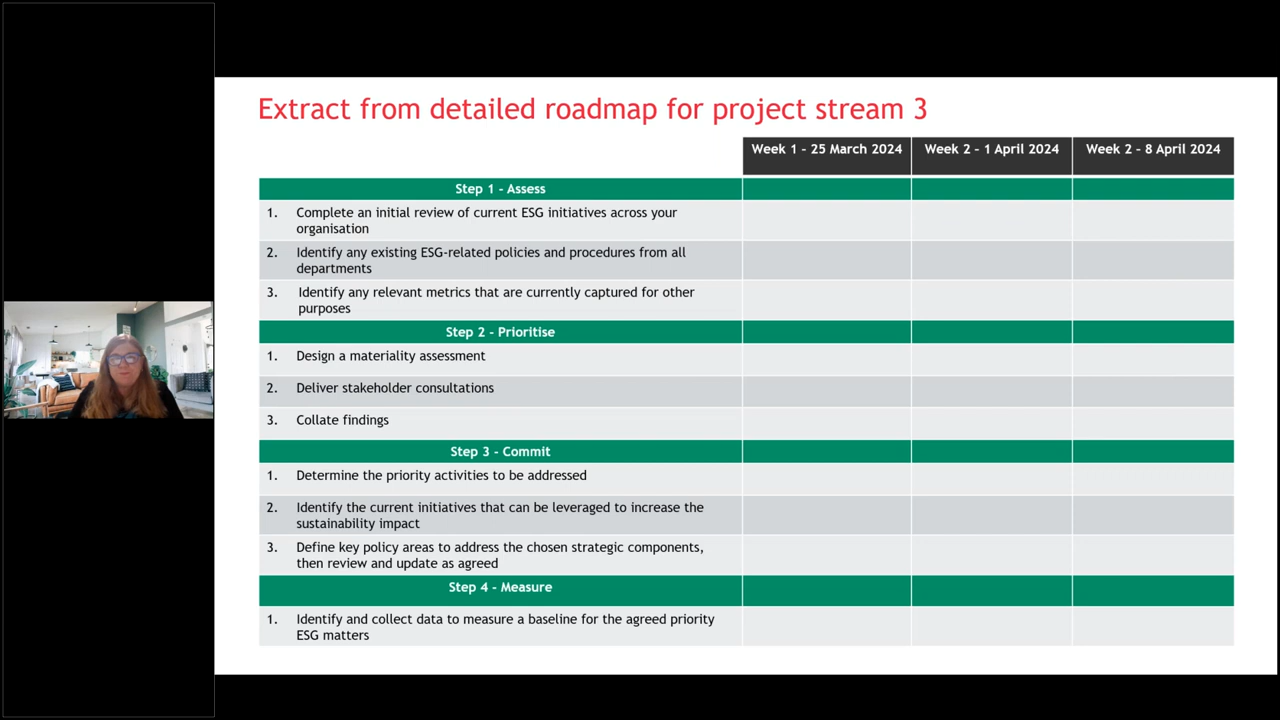 Extract from detailed roadmap for project stream 3
Week 1 – 25 March 2024
Week 2 – 1 April 2024
Week 2 – 8 April 2024
Step 1 - Assess
1. Complete an initial review of current ESG initiatives across your
organisation
2. Identify any existing ESG-related policies and procedures from all
departments
3. Identify any relevant metrics that are currently captured for other
purposes
Step 2 - Prioritise
1. Design a materiality assessment
2. Deliver stakeholder consultations
3. Collate findings
Step 3 - Commit
1. Determine the priority activities to be addressed
2. Identify the current initiatives that can be leveraged to increase the
sustainability impact
3. Define key policy areas to address the chosen strategic components,
then review and update as agreed
Step 4 - Measure
1. Identify and collect data to measure a baseline for the agreed priority
ESG matters